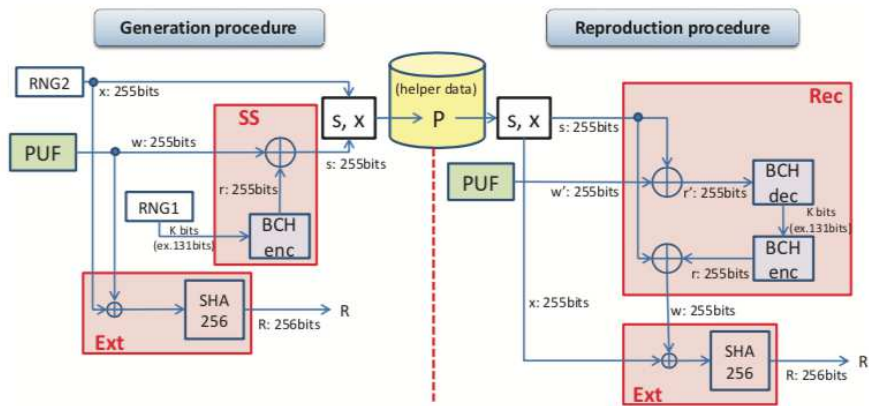 Generation procedure
Reproduction procedure
RNG2
x: 255bits
(helper data)
P
s, x
s, x
SS
Rec
PUF
w: 255bits
s: 255bits
r: 255bits
RNG1
K bits
(ex.131bits)
BCH
enc
SHA
256
R
R: 256bits
Ext
s: 255bits
PUF
w': 255bits
r': 255bits
BCH
dec
K bits
(ex.131bits)
BCH
enc
r: 255bits
x: 255bits
w: 255bits
SHA
256
R
R: 256bits
Ext